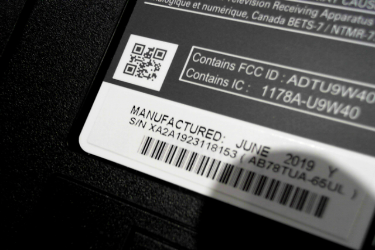 Television Receiving Apparatus
et numérique, Canada BETS-7 / NTMR-7
Contains FCC ID : ADTU9W40
Contains IC : 1178A-U9W40
MANUFACTURED: JUNE 2019 Y
S/N XA2A1923118153 ( AB78TUA-65UL )